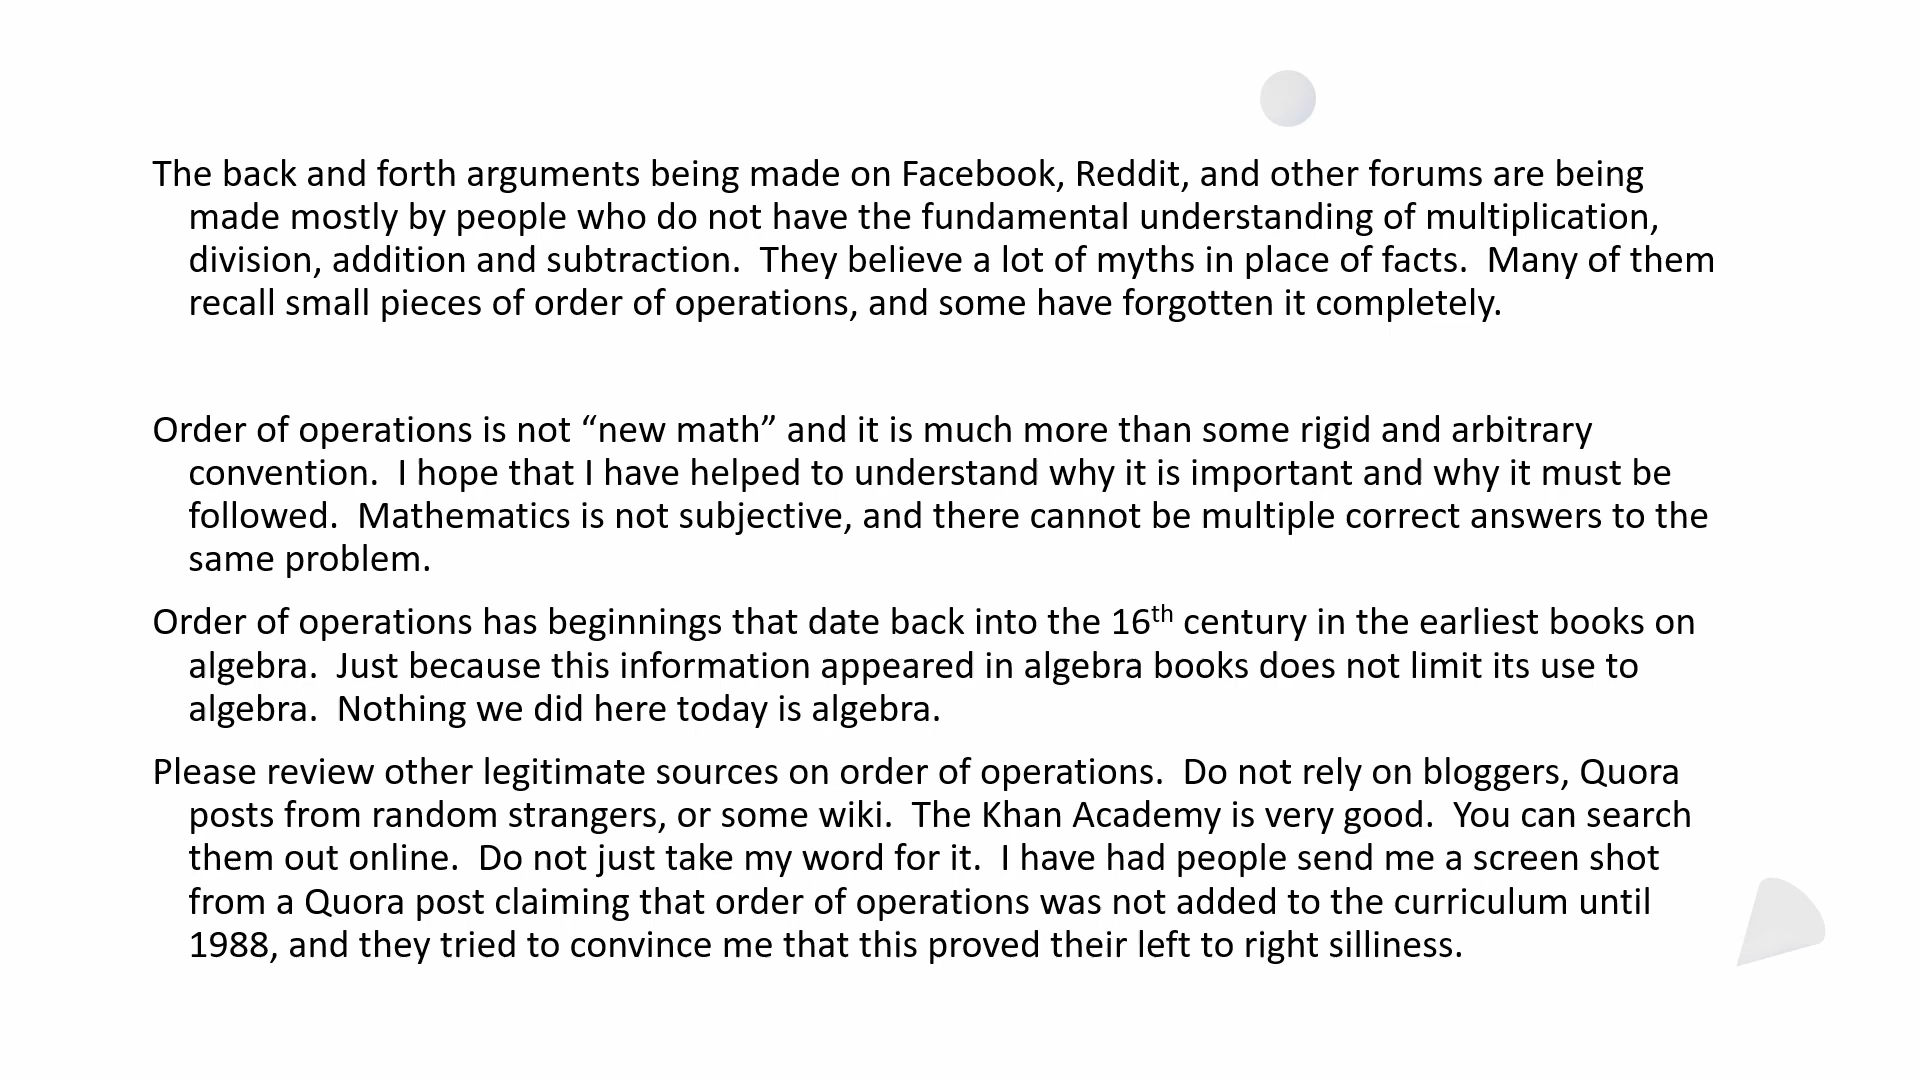 The back and forth arguments being made on Facebook, Reddit, and other forums are being
made mostly by people who do not have the fundamental understanding of multiplication,
division, addition and subtraction.  They believe a lot of myths in place of facts.  Many of them
recall small pieces of order of operations, and some have forgotten it completely.
Order of operations is not “new math” and it is much more than some rigid and arbitrary
convention.  I hope that I have helped to understand why it is important and why it must be
followed.  Mathematics is not subjective, and there cannot be multiple correct answers to the
same problem.
Order of operations has beginnings that date back into the 16th century in the earliest books on
algebra.  Just because this information appeared in algebra books does not limit its use to
algebra.  Nothing we did here today is algebra.
Please review other legitimate sources on order of operations.  Do not rely on bloggers, Quora
posts from random strangers, or some wiki.  The Khan Academy is very good.  You can search
them out online.  Do not just take my word for it.  I have had people send me a screen shot
from a Quora post claiming that order of operations was not added to the curriculum until
1988, and they tried to convince me that this proved their left to right silliness.